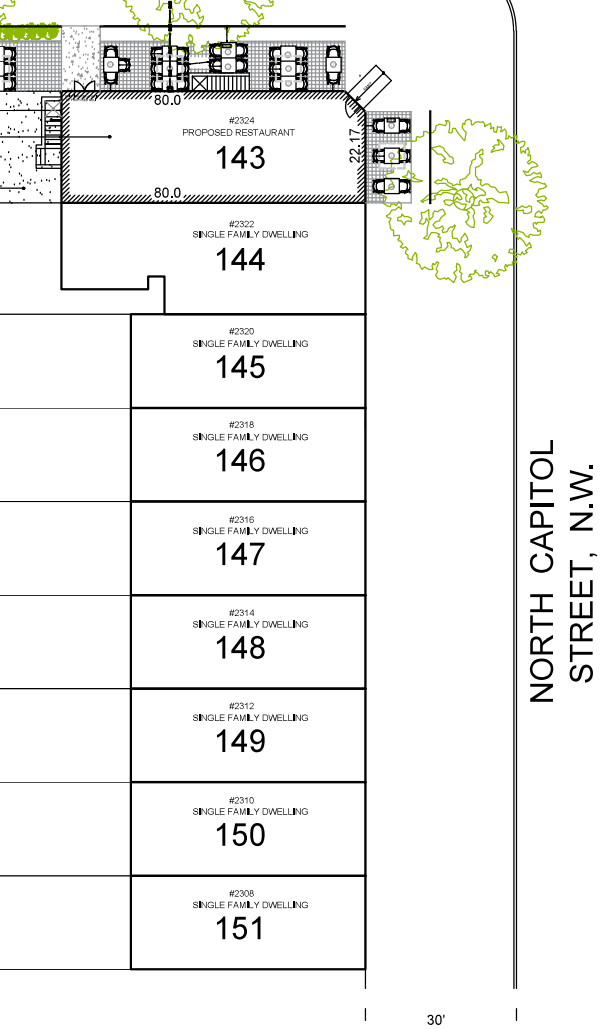 80.0
#2324
PROPOSED RESTAURANT
143
22.17
80.0
#2322
SINGLE FAMILY DWELLING
144
#2320
SINGLE FAMILY DWELLING
145
#2318
SINGLE FAMILY DWELLING
146
#2316
SINGLE FAMILY DWELLING
147
#2314
SINGLE FAMILY DWELLING
148
#2312
SINGLE FAMILY DWELLING
149
#2310
SINGLE FAMILY DWELLING
150
#2308
SINGLE FAMILY DWELLING
151
NORTH CAPITOL
STREET, N.W.
30'